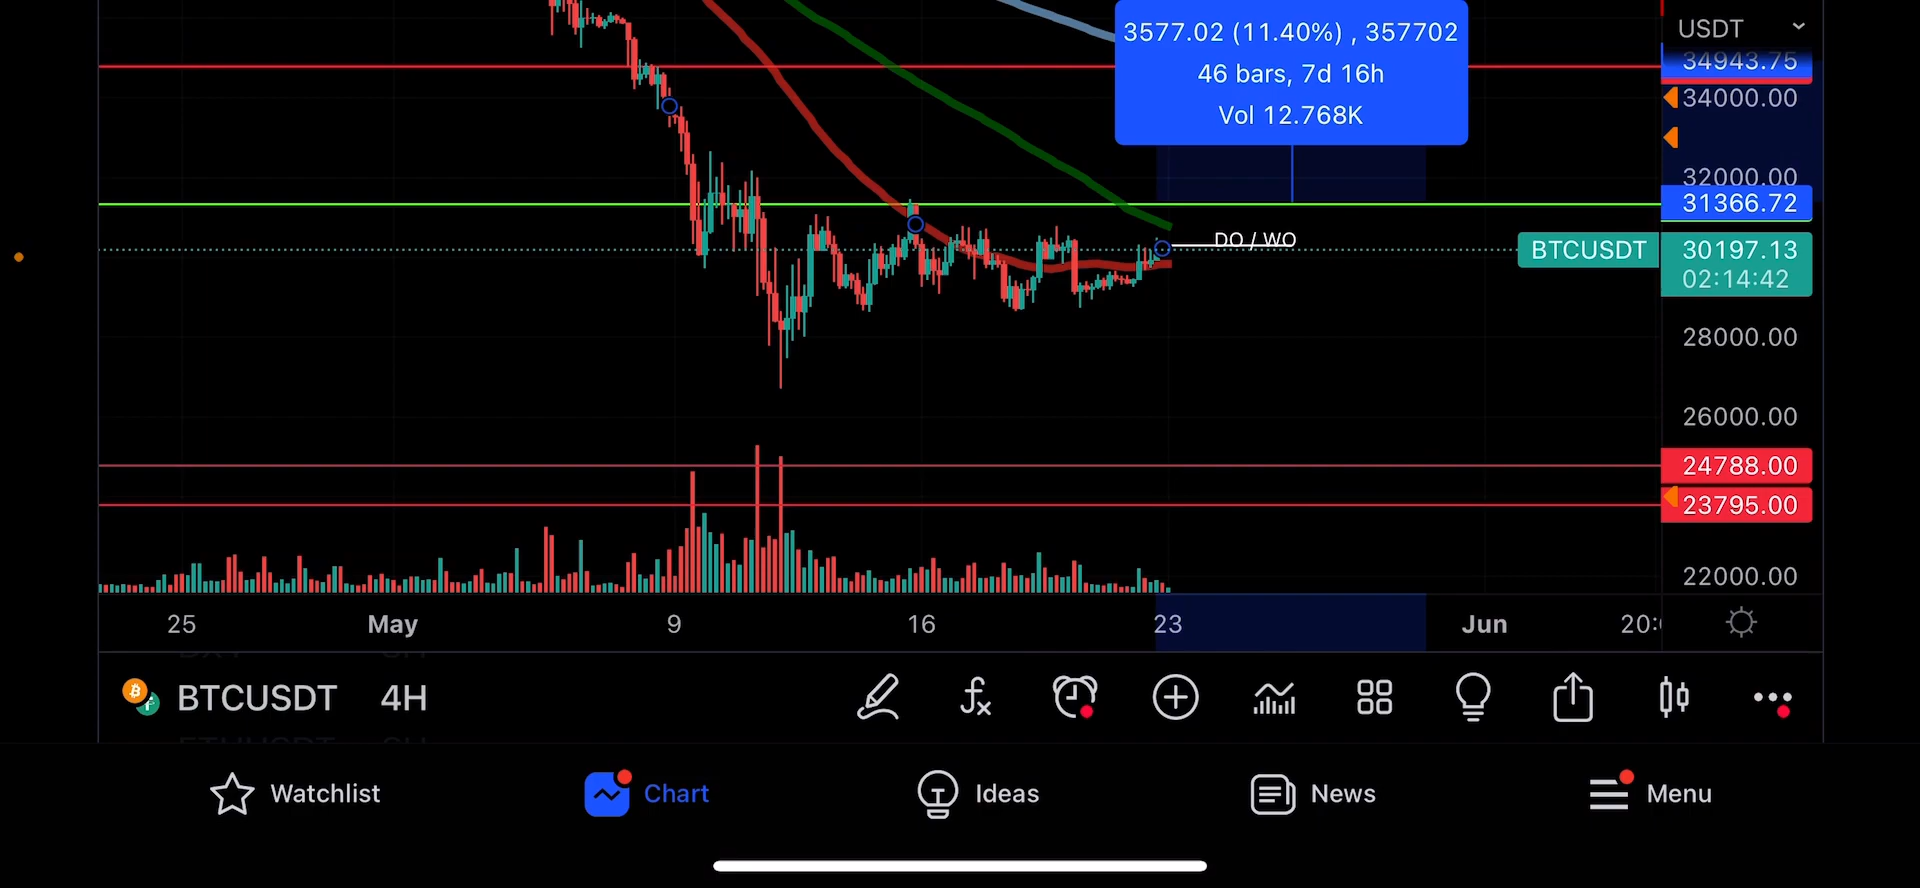 3577.02 (11.40%) , 357702
46 bars, 7d 16h
Vol 12.768K
USDT
34943.75
34000.00
32000.00
31366.72
DO / WO
BTCUSDT
30197.13
02:14:42
28000.00
26000.00
24788.00
23795.00
22000.00
25 May 9 16 23 Jun 20:
BTCUSDT 4H
Watchlist Chart Ideas News Menu